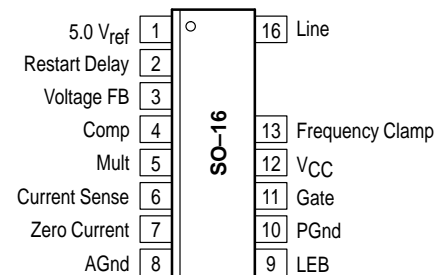 5.0 Vref 1
Restart Delay 2
Voltage FB 3
Comp 4
Mult 5
Current Sense 6
Zero Current 7
AGnd 8
SO–16
16 Line
13 Frequency Clamp
12 VCC
11 Gate
10 PGnd
9 LEB